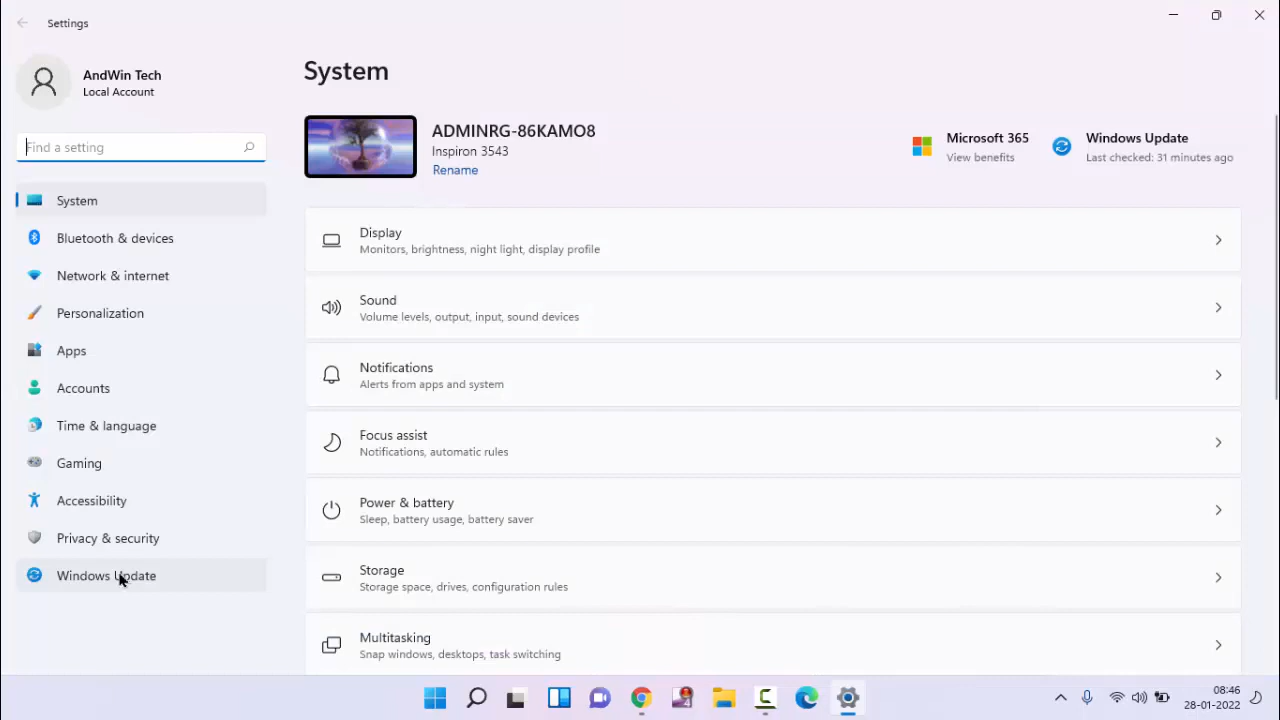 Settings
AndWin Tech
Local Account
Find a setting
System
Bluetooth & devices
Network & internet
Personalization
Apps
Accounts
Time & language
Gaming
Accessibility
Privacy & security
Windows Update
System
ADMINRG-86KAMO8
Inspiron 3543
Rename
Microsoft 365
View benefits
Windows Update
Last checked: 31 minutes ago
Display
Monitors, brightness, night light, display profile
Sound
Volume levels, output, input, sound devices
Notifications
Alerts from apps and system
Focus assist
Notifications, automatic rules
Power & battery
Sleep, battery usage, battery saver
Storage
Storage space, drives, configuration rules
Multitasking
Snap windows, desktops, task switching
08:46
28-01-2022